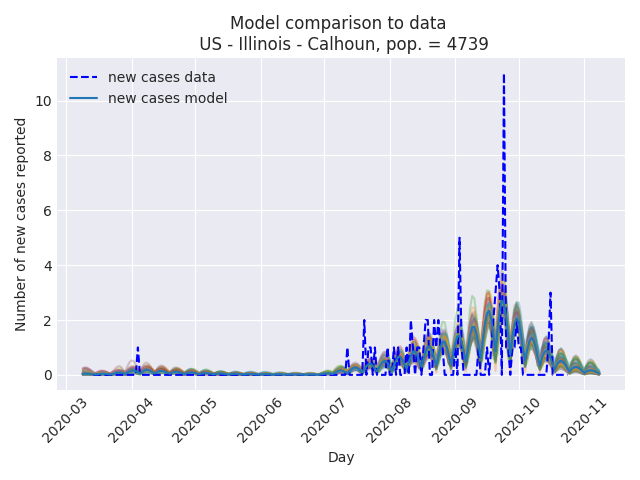 Model comparison to data
US - Illinois - Calhoun, pop. = 4739
new cases data
new cases model
Number of new cases reported
10
8
6
4
2
0
2020-03
2020-04
2020-05
2020-06
2020-07
2020-08
2020-09
2020-10
2020-11
Day